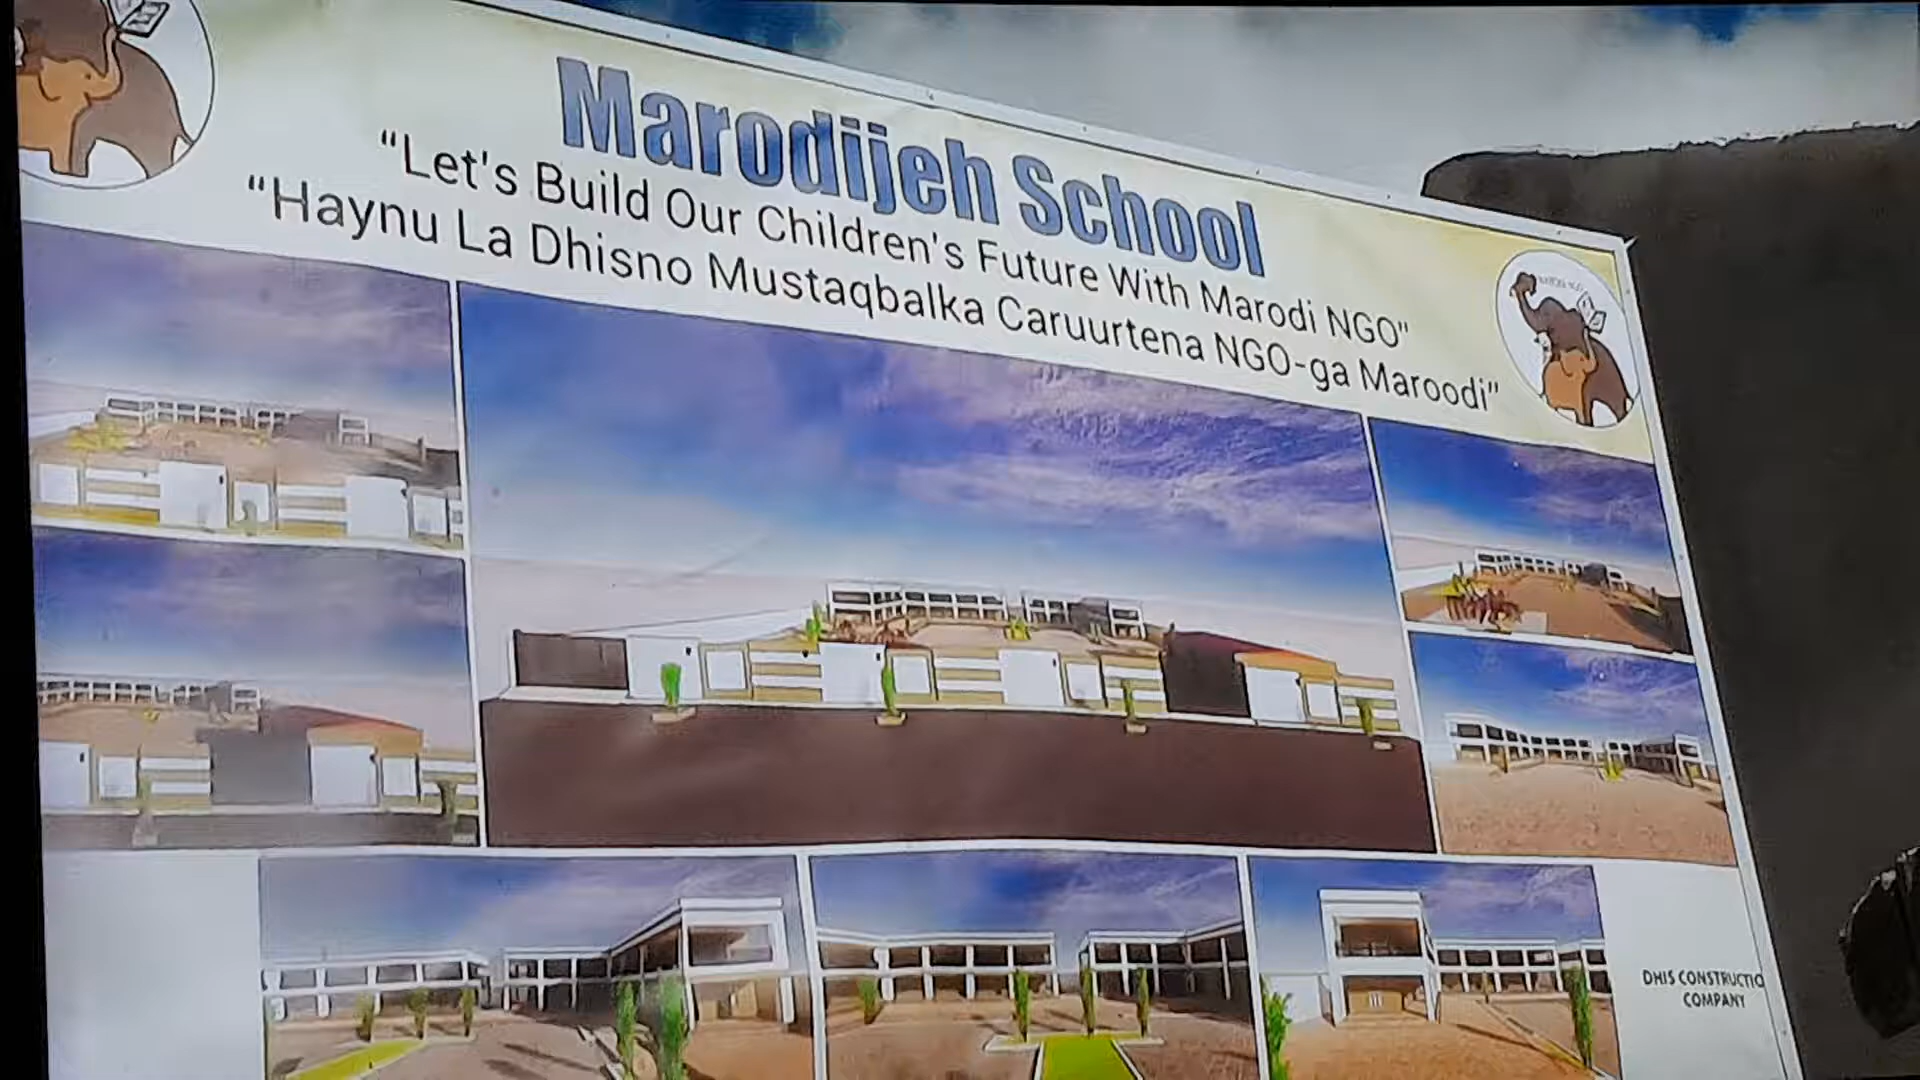 Marodijeh School
"Let's Build Our Children's Future With Marodi NGO"
"Haynu La Dhisno Mustaqbalka Caruurtena NGO-ga Maroodi"
DHIS CONSTRUCTIO
COMPANY